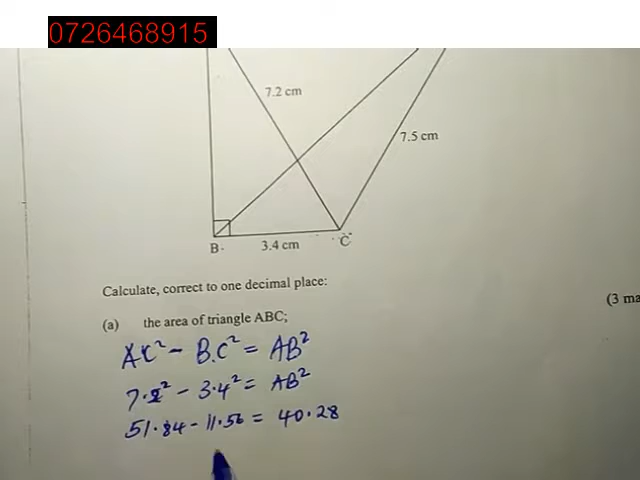 0726468915
7.2 cm
7.5 cm
B
3.4 cm
C
Calculate, correct to one decimal place:
(3 ma
(a) the area of triangle ABC;
AC² - B.C² = AB²
7.2² - 3.4² = AB²
51.84 - 11.56 = 40.28